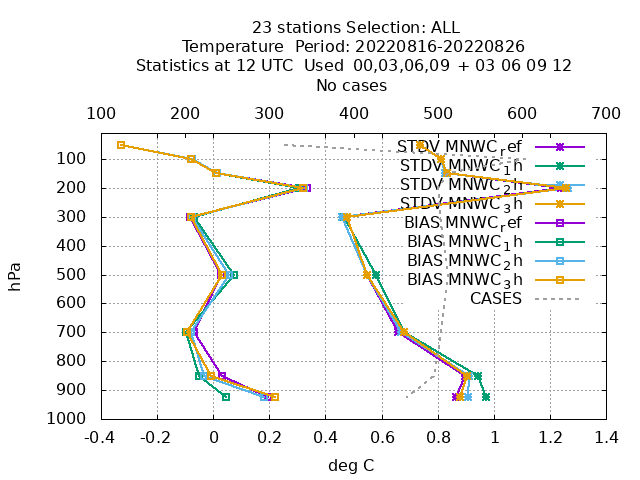 23 stations Selection: ALL
Temperature Period: 20220816-20220826
Statistics at 12 UTC Used 00,03,06,09 + 03 06 09 12
No cases
100 200 300 400 500 600 700
STDV MNWC_ref
STDV MNWC_1h
STDV MNWC_2h
STDV MNWC_3h
BIAS MNWC_ref
BIAS MNWC_1h
BIAS MNWC_2h
BIAS MNWC_3h
CASES
100
200
300
400
500
600
700
800
900
1000
hPa
-0.4 -0.2 0 0.2 0.4 0.6 0.8 1 1.2 1.4
deg C